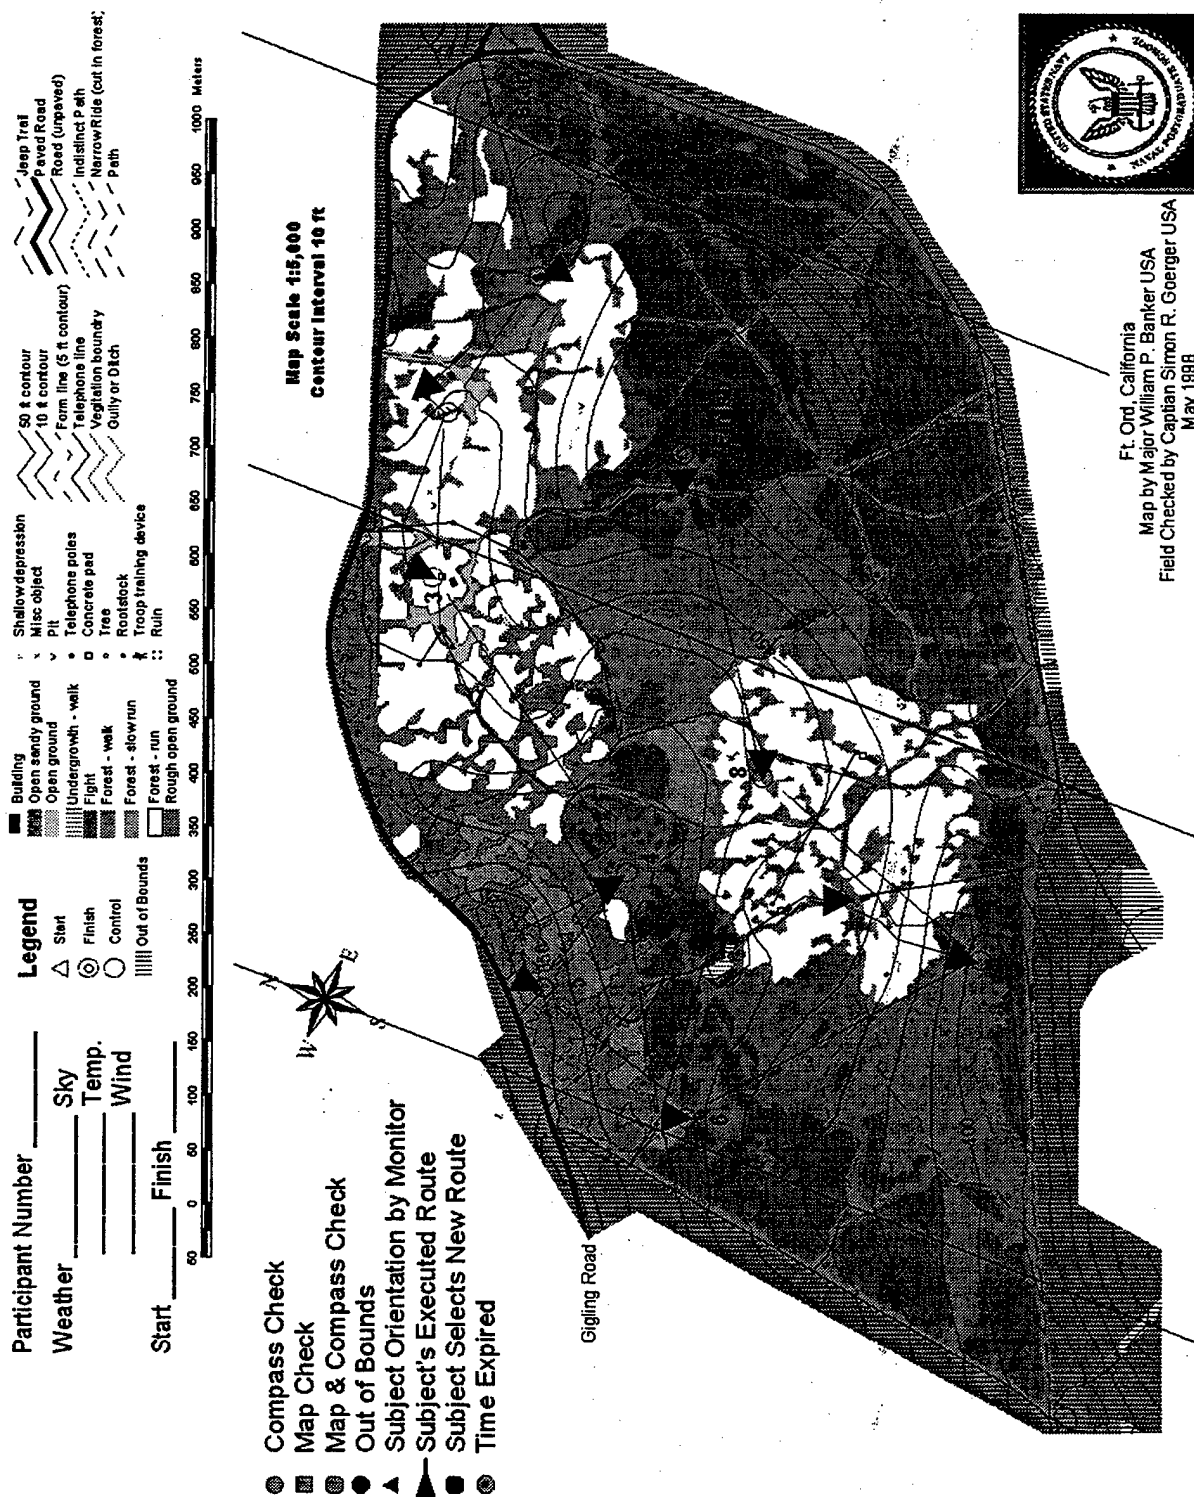 Participant Number
Weather
Sky
Temp.
Wind
Start
Finish
Legend
Start
Finish
Control
Out of Bounds
Building
Open sandy ground
Open ground
Undergrowth - walk
Fight
Forest - walk
Forest - slow run
Forest - run
Rough open ground
Shallow depression
Misc object
Pit
Telephone poles
Concrete pad
Tree
Rootstock
Troop training device
Ruin
50 ft contour
10 ft contour
Form line (5 ft contour)
Telephone line
Vegitation boundry
Gully or Ditch
Jeep Trail
Paved Road
Road (unpaved)
Indistinct Path
Narrow Ride (cut in forest)
Path
50 0 50 100 150 200 250 300 350 400 450 500 550 600 650 700 750 800 850 900 950 1000 Meters
Map Scale 1:5,000
Contour Interval 10 ft
N
E
S
W
Compass Check
Map Check
Map & Compass Check
Out of Bounds
Subject Orientation by Monitor
Subject's Executed Route
Subject Selects New Route
Time Expired
Gigling Road
3
8
Ft. Ord, California
Map by Major William P. Banker USA
Field Checked by Captian Simon R. Goerger USA
May 1998